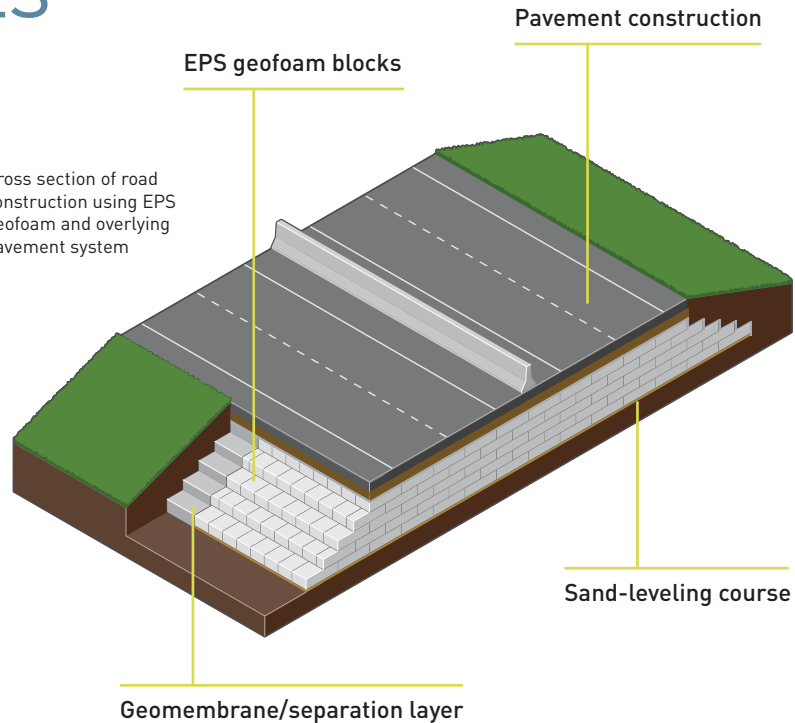 ES
Pavement construction
EPS geofoam blocks
ross section of road
onstruction using EPS
eofoam and overlying
avement system
Sand-leveling course
Geomembrane/separation layer